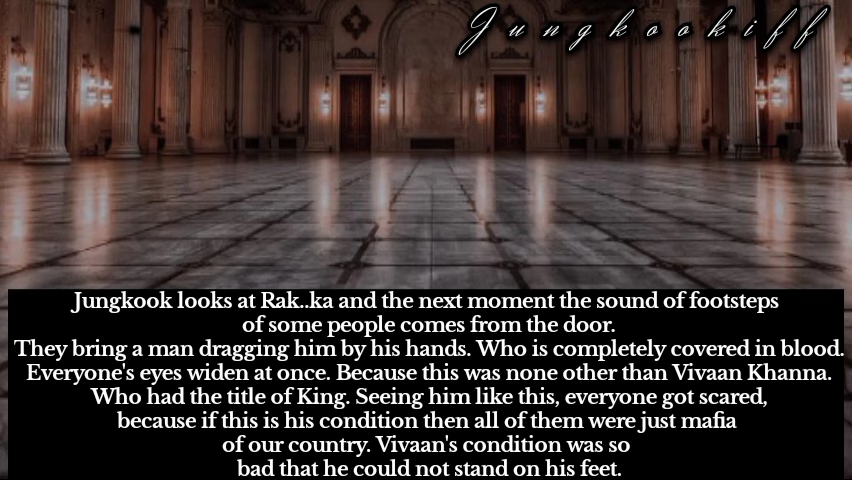 Jungkookiff
Jungkook looks at Rak..ka and the next moment the sound of footsteps
of some people comes from the door.
They bring a man dragging him by his hands. Who is completely covered in blood.
Everyone's eyes widen at once. Because this was none other than Vivaan Khanna.
Who had the title of King. Seeing him like this, everyone got scared,
because if this is his condition then all of them were just mafia
of our country. Vivaan's condition was so
bad that he could not stand on his feet.